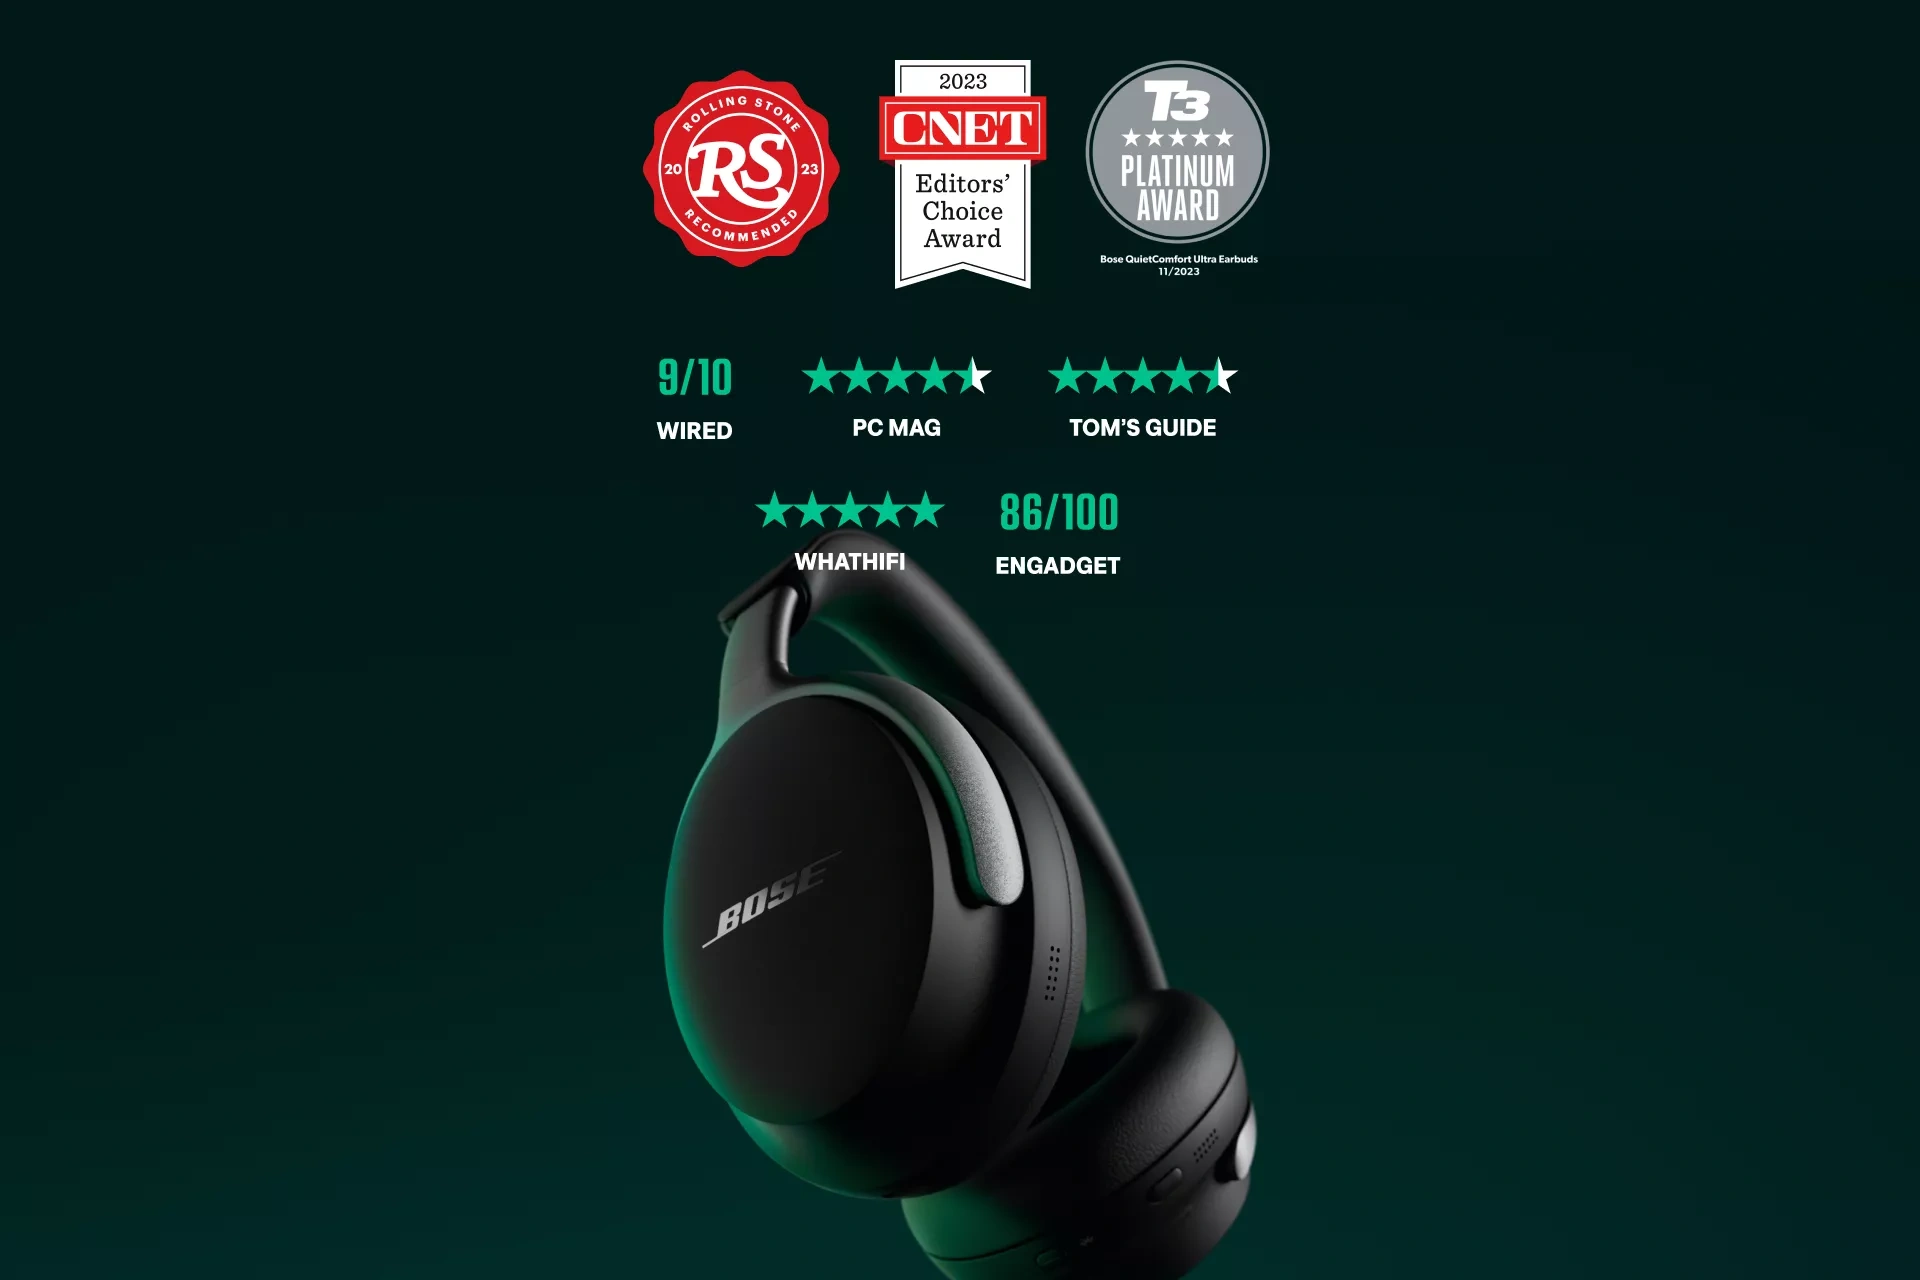 ROLLING STONE
20 RS 23
RECOMMENDED
2023
CNET
Editors’
Choice
Award
T3
PLATINUM
AWARD
Bose QuietComfort Ultra Earbuds
11/2023
9/10
WIRED
PC MAG
TOM’S GUIDE
WHATHIFI
86/100
ENGADGET
BOSE